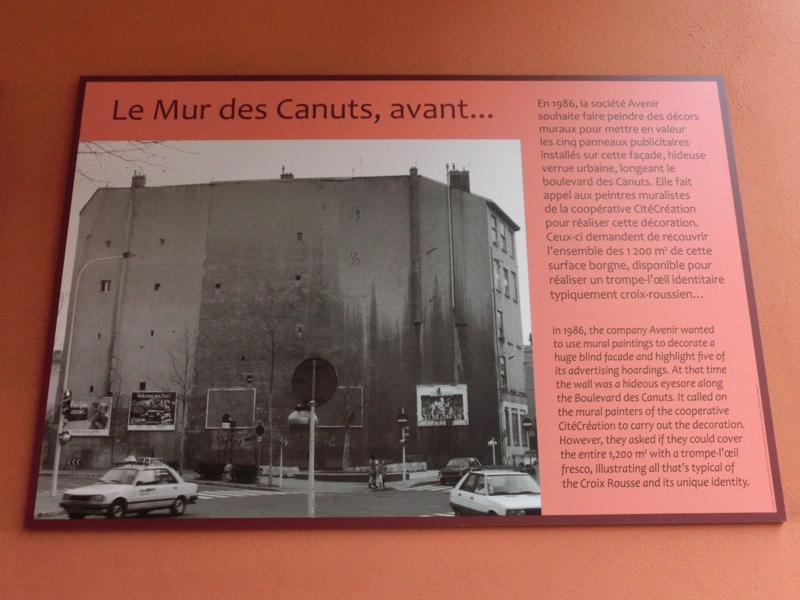 Le Mur des Canuts, avant...
En 1986, la société Avenir
souhaite faire peindre des décors
muraux pour mettre en valeur
les cinq panneaux publicitaires
installés sur cette façade, hideuse
verrue urbaine, longeant le
boulevard des Canuts. Elle fait
appel aux peintres muralistes
de la coopérative CitéCréation
pour réaliser cette décoration.
Ceux-ci demandent de recouvrir
l'ensemble des 1 200 m² de cette
surface borgne, disponible pour
réaliser un trompe-l'œil identitaire
typiquement croix-roussien...
In 1986, the company Avenir wanted
to use mural paintings to decorate a
huge blind facade and highlight five of
its advertising hoardings. At that time
the wall was a hideous eyesore along
the Boulevard des Canuts. It called on
the mural painters of the cooperative
CitéCréation to carry out the decoration.
However, they asked if they could cover
the entire 1,200 m² with a trompe-l'œil
fresco, illustrating all that's typical of
the Croix Rousse and its unique identity.